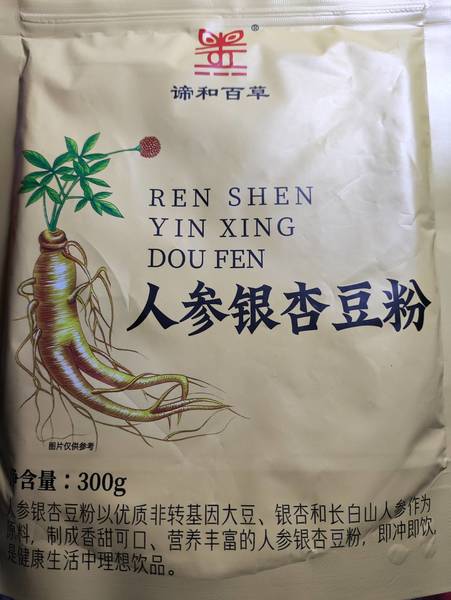 ®
谛和百草
REN SHEN
YIN XING
DOU FEN
人参银杏豆粉
图片仅供参考
净含量：300g
人参银杏豆粉以优质非转基因大豆、银杏和长白山人参作为
原料，制成香甜可口、营养丰富的人参银杏豆粉，即冲即饮，
是健康生活中理想饮品。